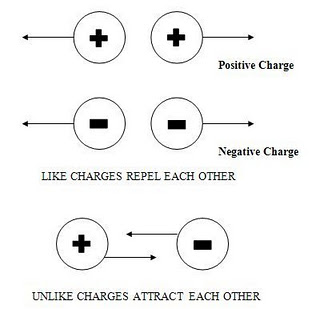 Positive Charge
Negative Charge
LIKE CHARGES REPEL EACH OTHER
UNLIKE CHARGES ATTRACT EACH OTHER